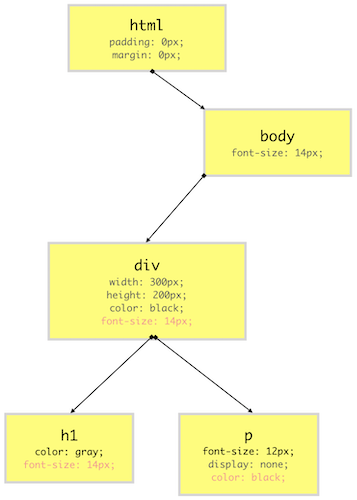 html
padding: 0px;
margin: 0px;
body
font-size: 14px;
div
width: 300px;
height: 200px;
color: black;
font-size: 14px;
h1
color: gray;
font-size: 14px;
p
font-size: 12px;
display: none;
color: black;